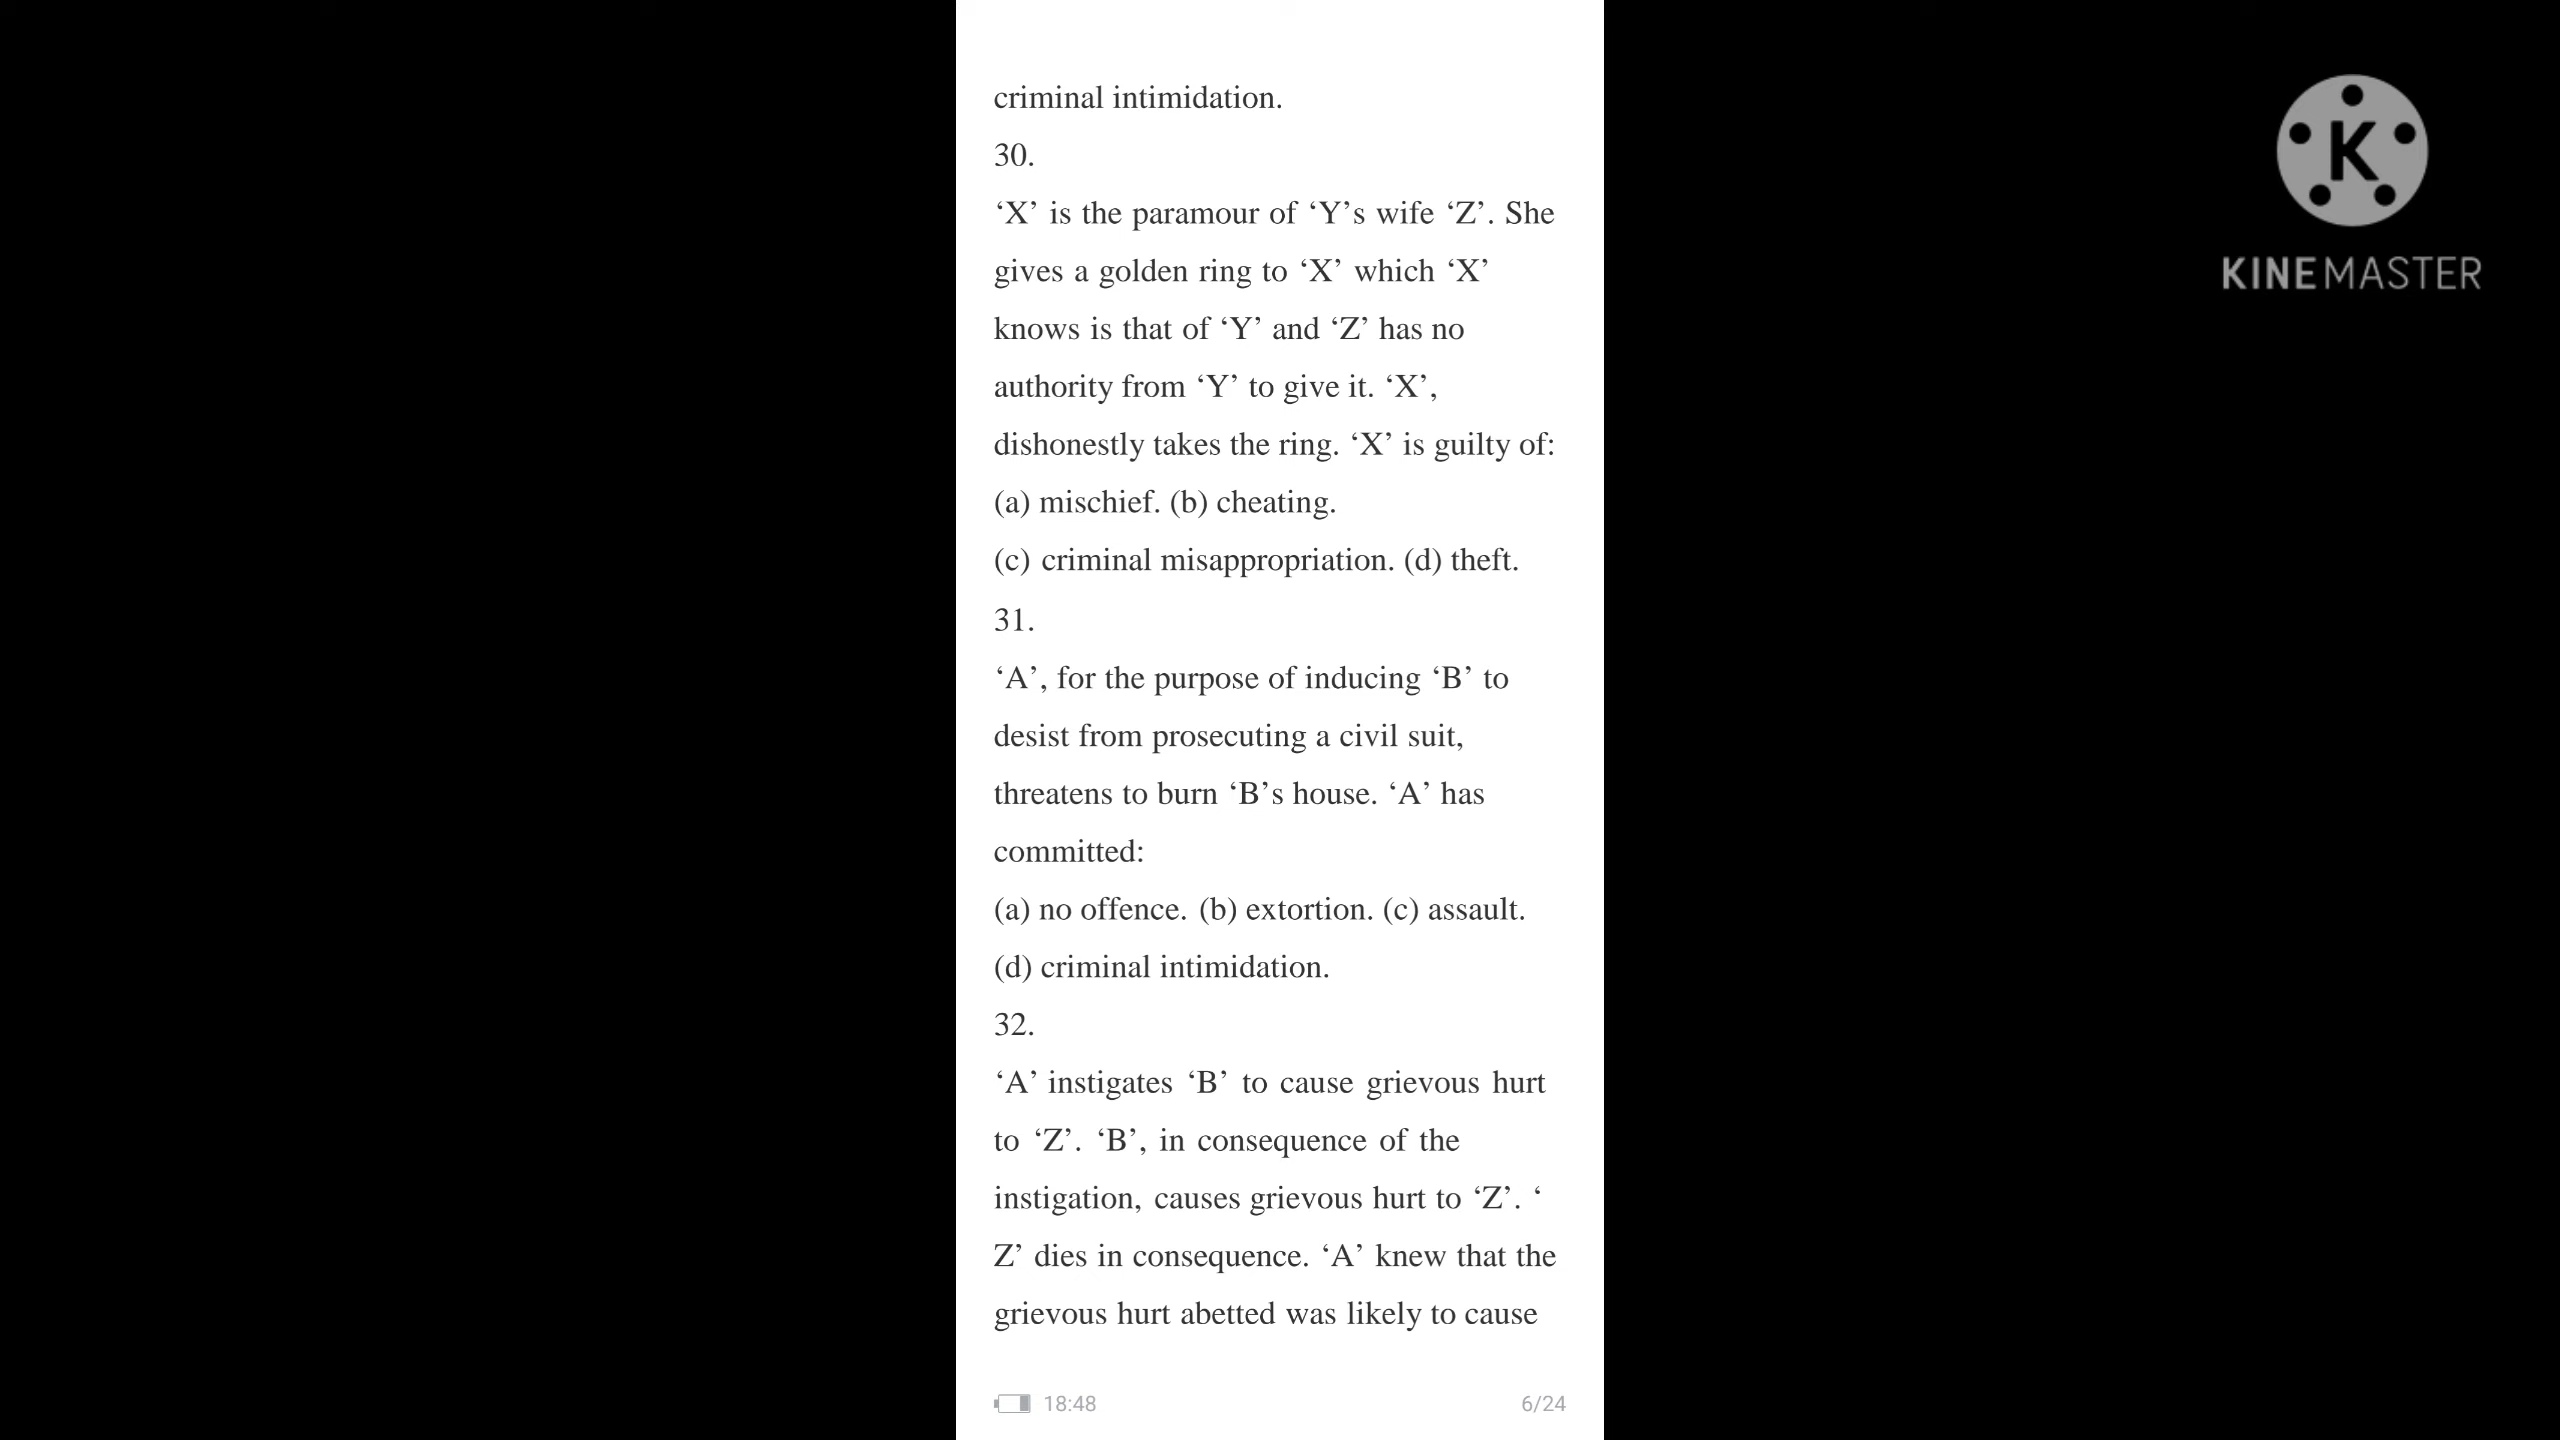 criminal intimidation.
30.
‘X’ is the paramour of ‘Y’s wife ‘Z’. She
gives a golden ring to ‘X’ which ‘X’
knows is that of ‘Y’ and ‘Z’ has no
authority from ‘Y’ to give it. ‘X’,
dishonestly takes the ring. ‘X’ is guilty of:
(a) mischief. (b) cheating.
(c) criminal misappropriation. (d) theft.
31.
‘A’, for the purpose of inducing ‘B’ to
desist from prosecuting a civil suit,
threatens to burn ‘B’s house. ‘A’ has
committed:
(a) no offence. (b) extortion. (c) assault.
(d) criminal intimidation.
32.
‘A’ instigates ‘B’ to cause grievous hurt
to ‘Z’. ‘B’, in consequence of the
instigation, causes grievous hurt to ‘Z’. ‘
Z’ dies in consequence. ‘A’ knew that the
grievous hurt abetted was likely to cause
18:48 6/24
K
KINEMASTER